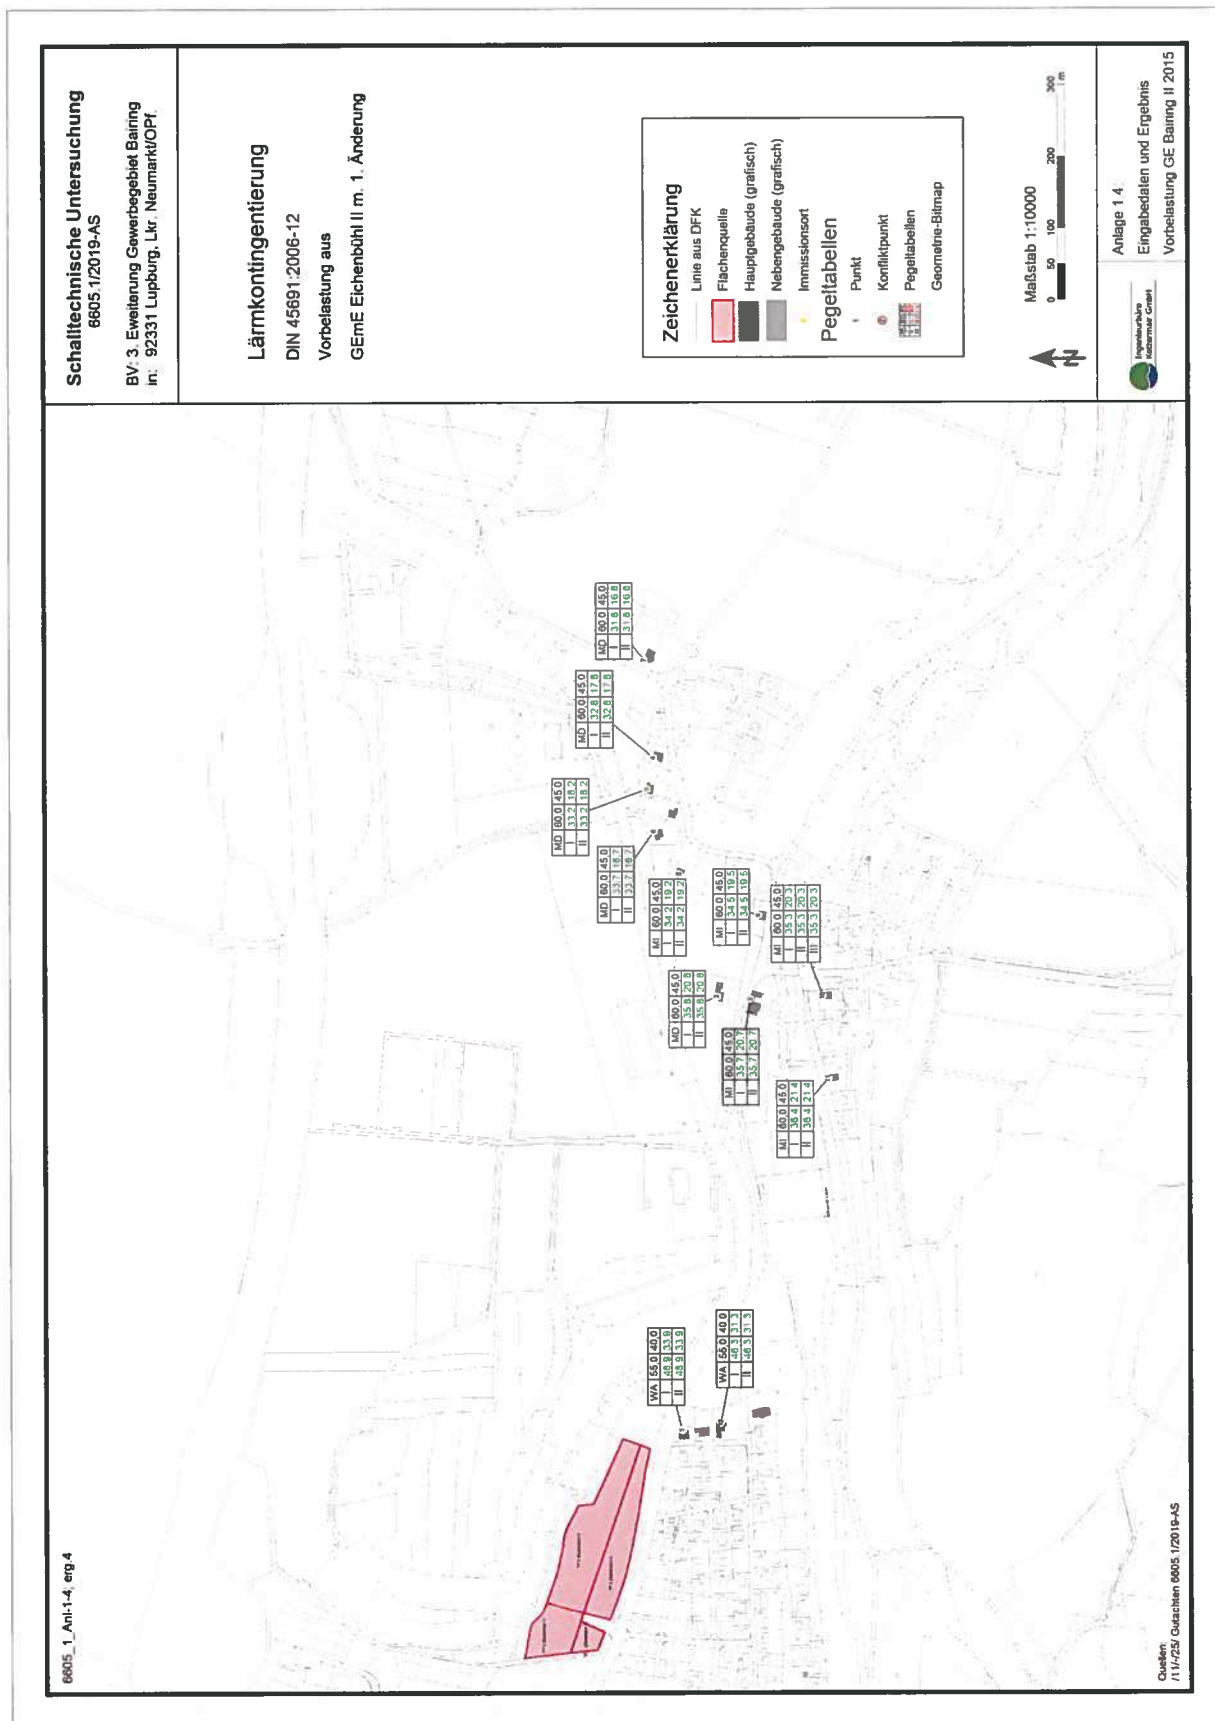 6605_1_Anl-1-4, erg.4
Schalltechnische Untersuchung
6605.1/2019-AS
BV: 3. Eweiterung Gewerbegebiet Bairing
in: 92331 Lupburg, Lkr. Neumarkt/OPf.
Lärmkontingentierung
DIN 45691:2006-12
Vorbelastung aus
GEmE Eichenbühl II m. 1. Änderung
Zeichenerklärung
Linie aus DFK
Flächenquelle
Hauptgebäude (grafisch)
Nebengebäude (grafisch)
Immissionsort
Pegeltabellen
Punkt
Konfliktpunkt
Pegeltabellen
Geometrie-Bitmap
Maßstab 1:10000
0 50 100 200 300
m
N
Ingenieurbüro
Kottermair GmbH
Anlage 1.4:
Eingabedaten und Ergebnis
Vorbelastung GE Bairing II 2015
WA 55,0 40,0
I 48,9 33,9
II 48,9 33,9
WA 55,0 40,0
I 46,3 31,3
II 46,3 31,3
MI 60,0 45,0
I 36,4 21,4
II 36,4 21,4
MI 60,0 45,0
I 35,7 20,7
II 35,7 20,7
MD 60,0 45,0
I 35,8 20,8
II 35,8 20,8
MI 60,0 45,0
I 35,3 20,3
II 35,3 20,3
III 35,3 20,3
MI 60,0 45,0
I 34,5 19,5
II 34,5 19,5
MI 60,0 45,0
I 34,2 19,2
II 34,2 19,2
MD 60,0 45,0
I 33,7 18,7
II 33,7 18,7
MD 60,0 45,0
I 33,2 18,2
II 33,2 18,2
MD 60,0 45,0
I 32,8 17,8
II 32,8 17,8
MD 60,0 45,0
I 31,8 16,8
II 31,8 16,8
Quellen:
/11/-/25/ Gutachten 6605.1/2019-AS